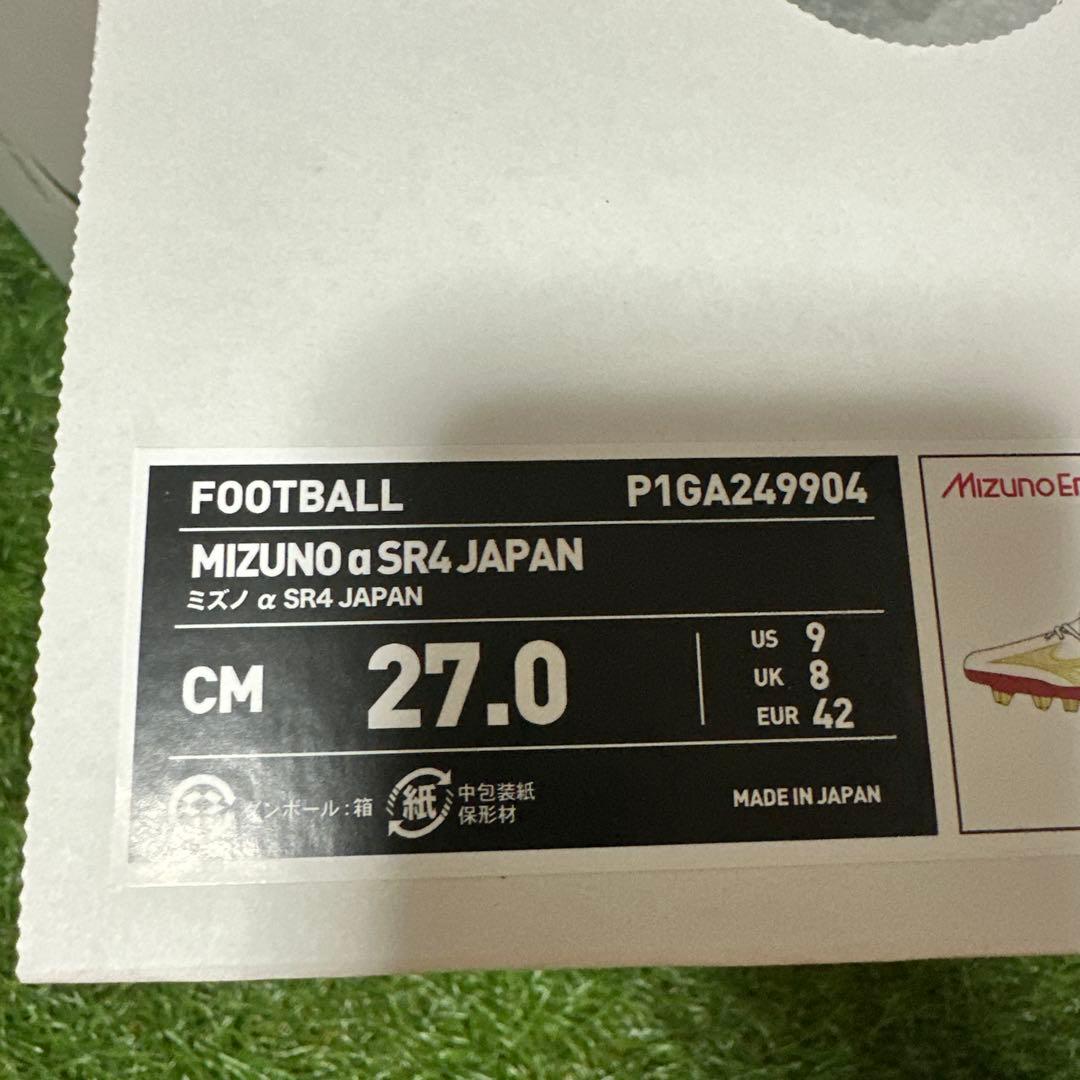 FOOTBALL P1GA249904
MIZUNO α SR4 JAPAN
ミズノ α SR4 JAPAN
CM 27.0
US 9
UK 8
EUR 42
ンボール:箱
紙 中包装紙
保形材
MADE IN JAPAN
Mizuno